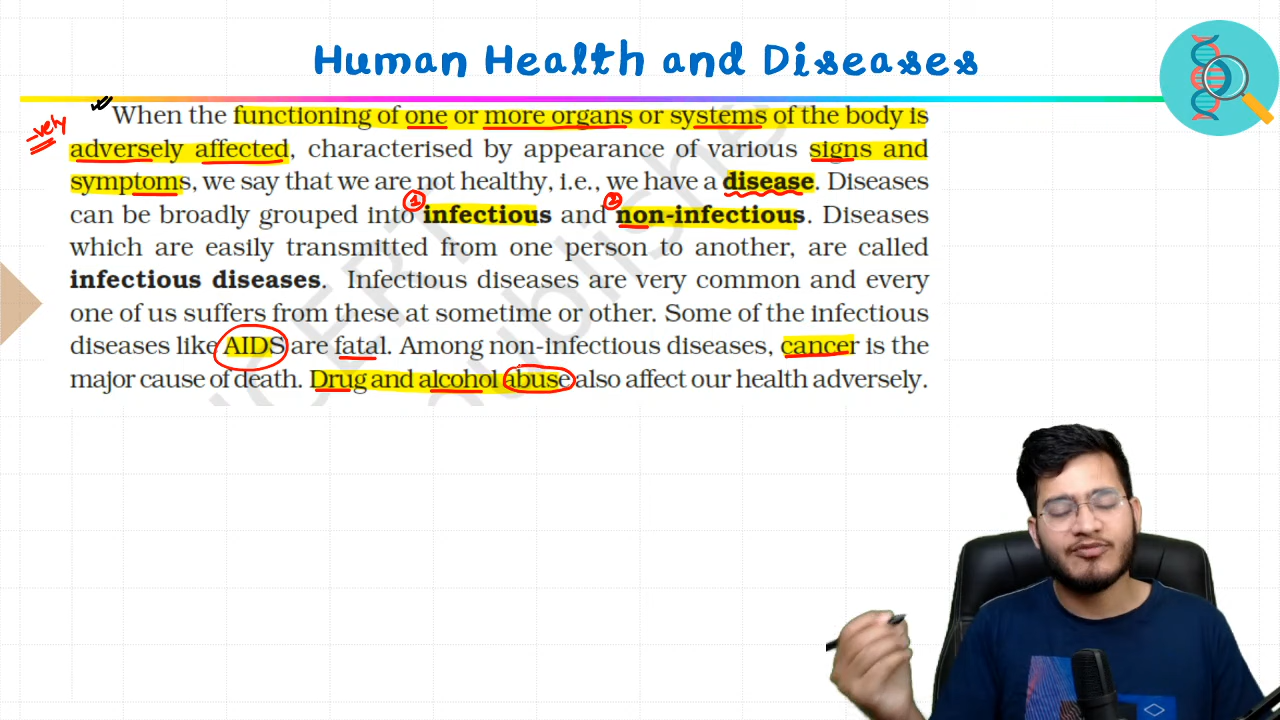 Human Health and Diseases
-vely
When the functioning of one or more organs or systems of the body is
adversely affected, characterised by appearance of various signs and
symptoms, we say that we are not healthy, i.e., we have a disease. Diseases
1 2
can be broadly grouped into infectious and non-infectious. Diseases
which are easily transmitted from one person to another, are called
infectious diseases. Infectious diseases are very common and every
one of us suffers from these at sometime or other. Some of the infectious
diseases like AIDS are fatal. Among non-infectious diseases, cancer is the
major cause of death. Drug and alcohol abuse also affect our health adversely.